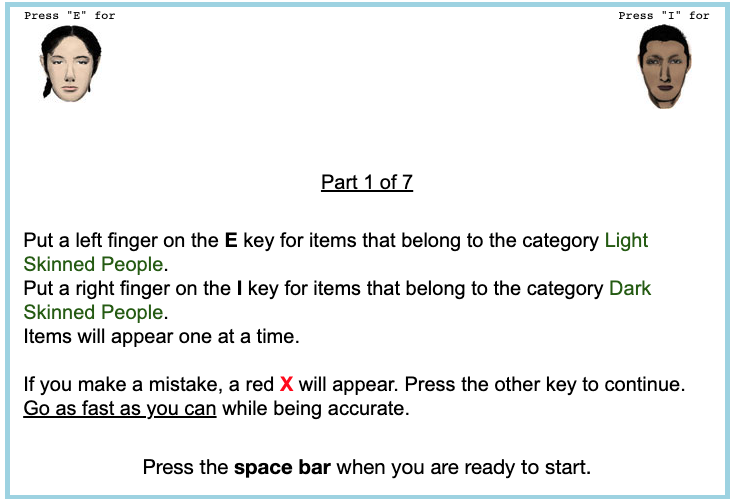 Press "E" for
Press "I" for
Part 1 of 7
Put a left finger on the E key for items that belong to the category Light
Skinned People.
Put a right finger on the I key for items that belong to the category Dark
Skinned People.
Items will appear one at a time.
If you make a mistake, a red X will appear. Press the other key to continue.
Go as fast as you can while being accurate.
Press the space bar when you are ready to start.